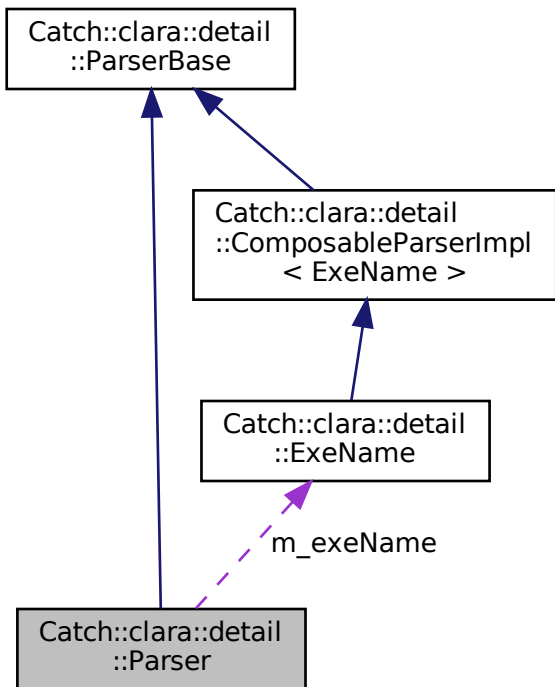 Catch::clara::detail
::ParserBase
Catch::clara::detail
::ComposableParserImpl
< ExeName >
Catch::clara::detail
::ExeName
m_exeName
Catch::clara::detail
::Parser